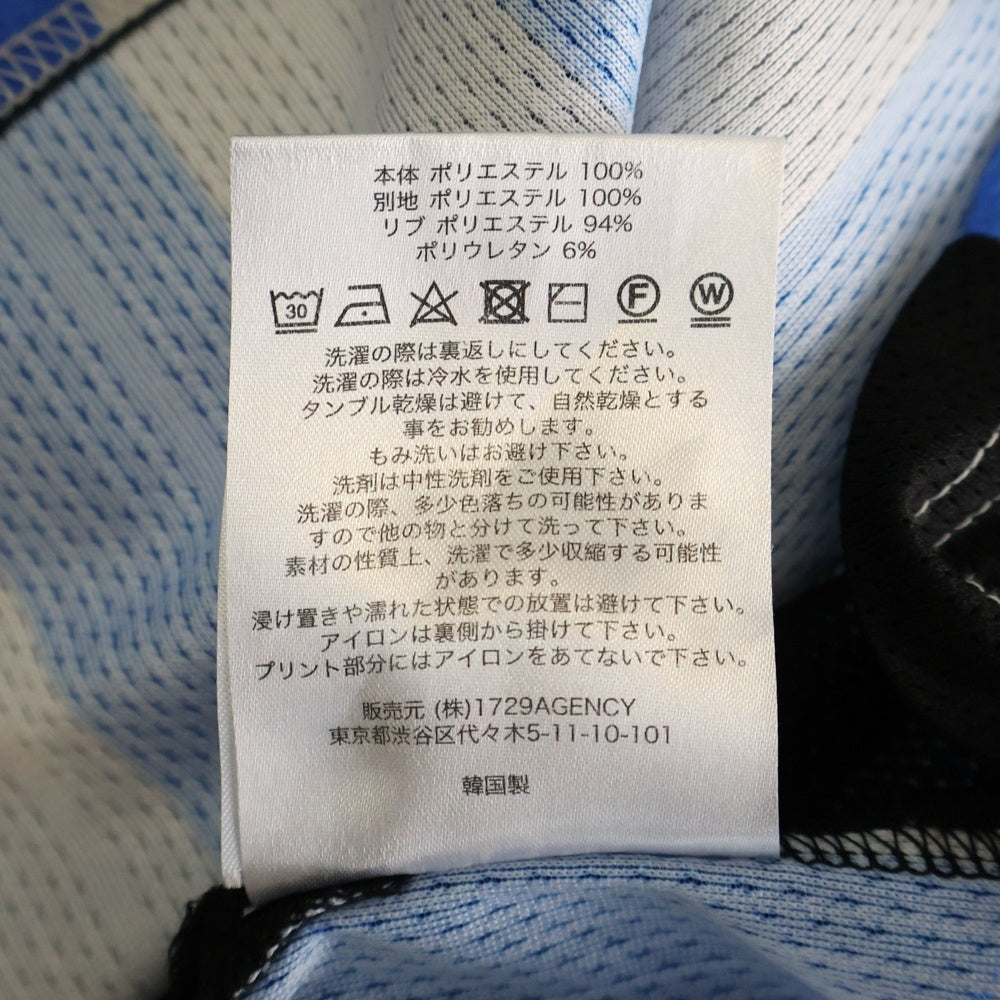 本体 ポリエステル 100%
別地 ポリエステル 100%
リブ ポリエステル 94%
ポリウレタン 6%
30 F W
洗濯の際は裏返しにしてください。
洗濯の際は冷水を使用してください。
タンブル乾燥は避けて、自然乾燥とする
事をお勧めします。
もみ洗いはお避け下さい。
洗剤は中性洗剤をご使用下さい。
洗濯の際、多少色落ちの可能性がありま
すので他の物と分けて洗って下さい。
素材の性質上、洗濯で多少収縮する可能性
があります。
浸け置きや濡れた状態での放置は避けて下さい。
アイロンは裏側から掛けて下さい。
プリント部分にはアイロンをあてないで下さい。
販売元 (株)1729AGENCY
東京都渋谷区代々木5-11-10-101
韓国製